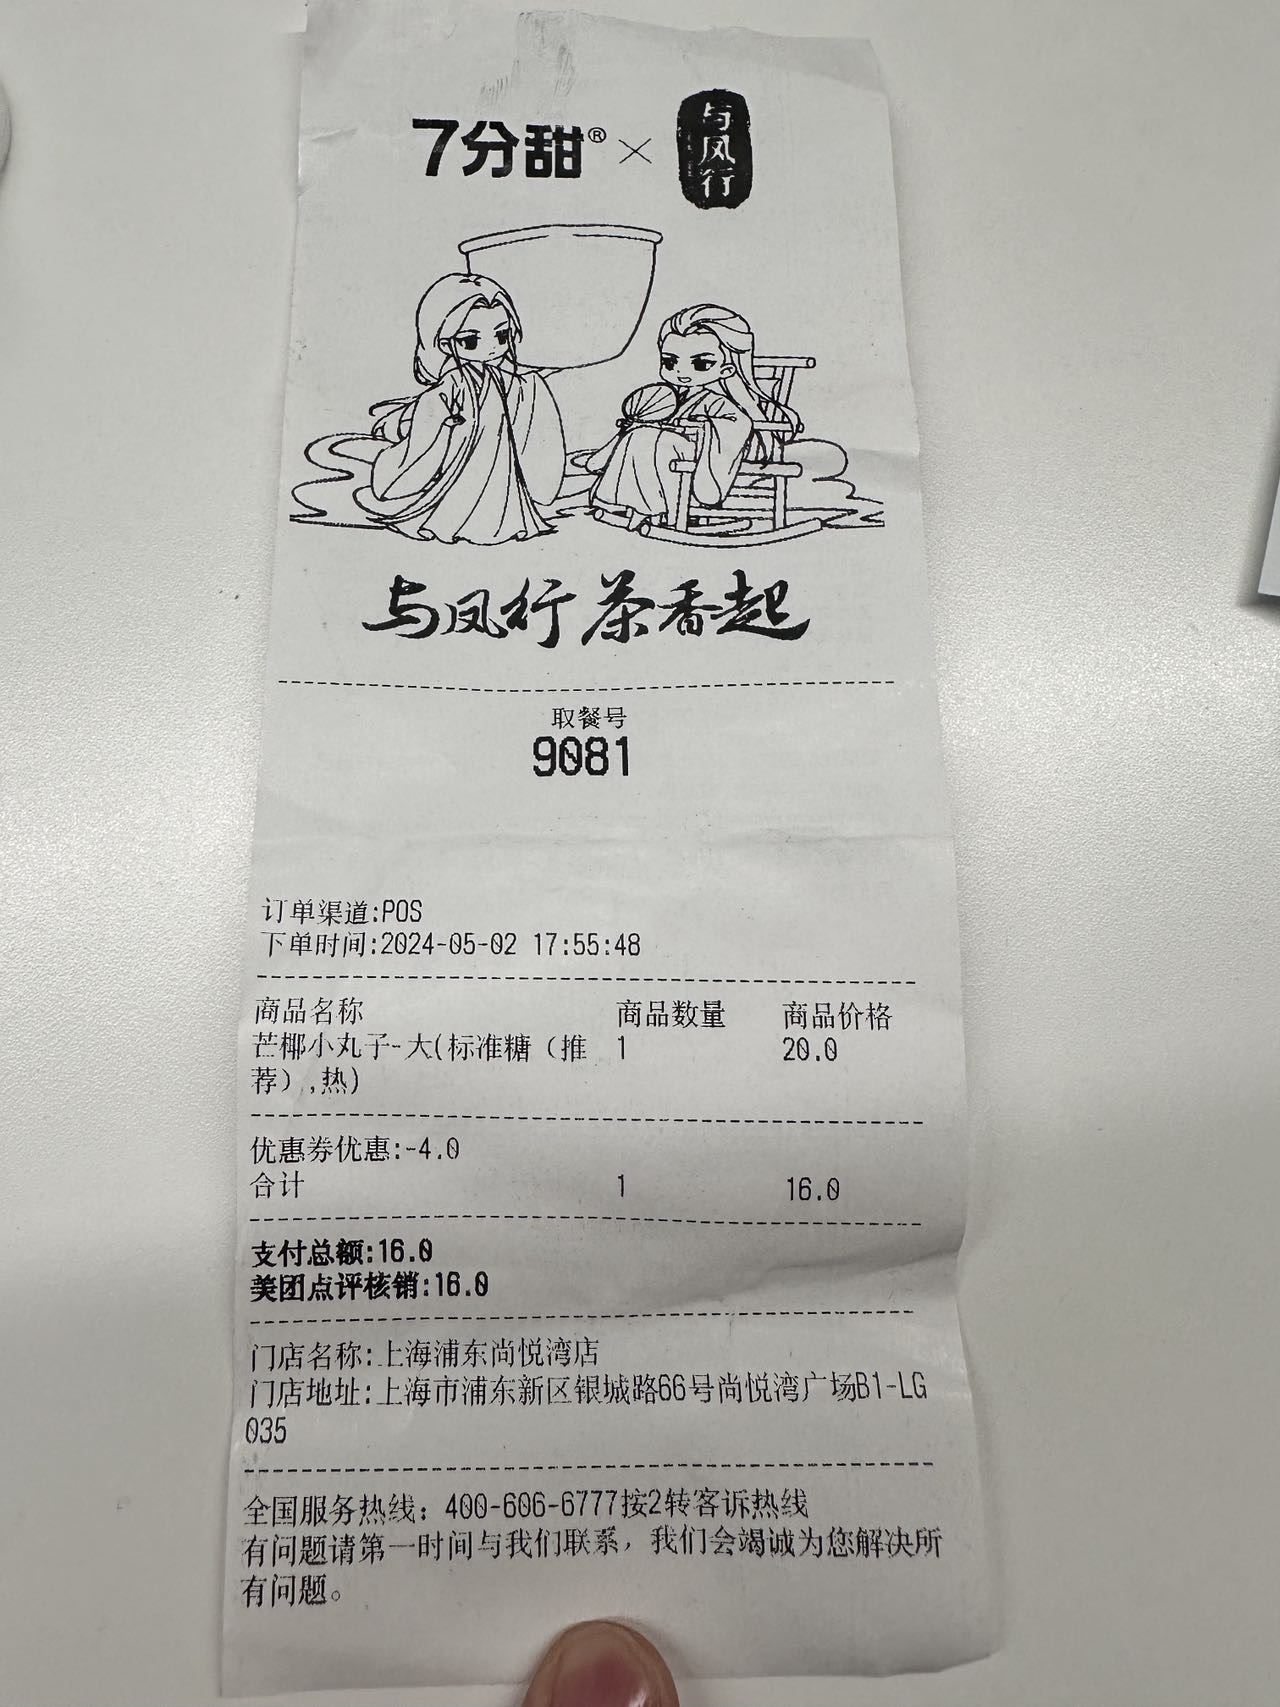 7分甜® × 与凤行
与凤行 茶香起
取餐号
9081
订单渠道:POS
下单时间:2024-05-02 17:55:48
商品名称 商品数量 商品价格
芒椰小丸子-大(标准糖（推 1 20.0
荐）,热)
优惠券优惠:-4.0
合计 1 16.0
支付总额:16.0
美团点评核销:16.0
门店名称:上海浦东尚悦湾店
门店地址:上海市浦东新区银城路66号尚悦湾广场B1-LG
035
全国服务热线：400-606-6777按2转客诉热线
有问题请第一时间与我们联系，我们会竭诚为您解决所
有问题。